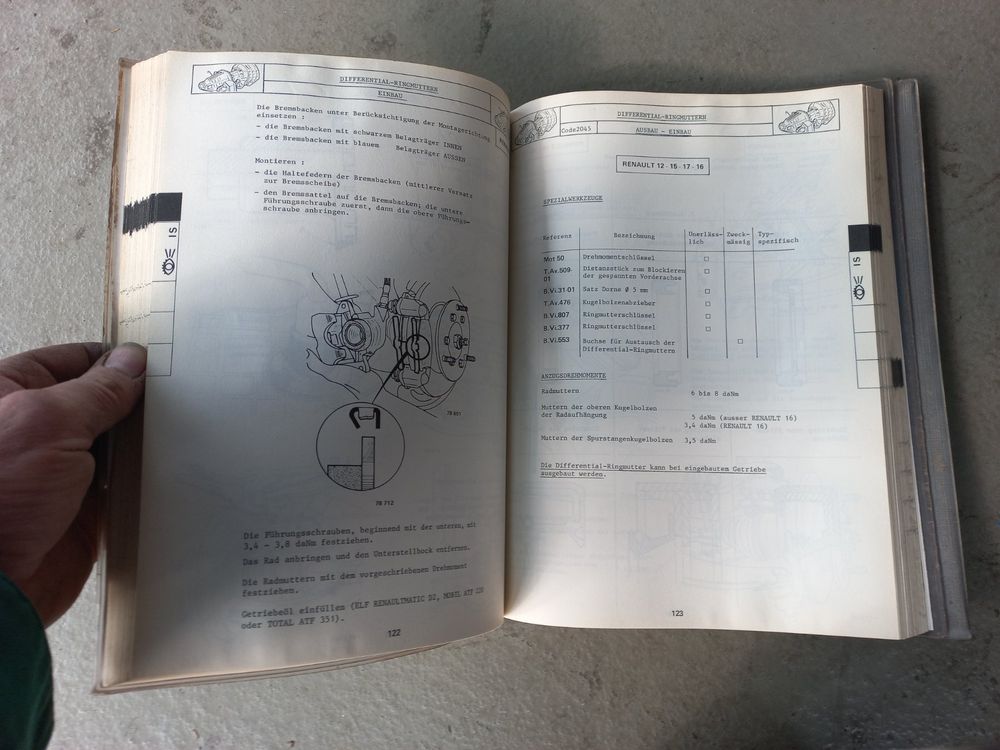 DIFFERENTIAL-RINGMUTTERN
EINBAU
Die Bremsbacken unter Berücksichtigung der Montagerichtung
einsetzen :
- die Bremsbacken mit schwarzem Belagträger INNEN
- die Bremsbacken mit blauem Belagträger AUSSEN
Montieren :
- die Haltefedern der Bremsbacken (mittlerer Versatz
zur Bremsscheibe)
- den Bremssattel auf die Bremsbacken; die untere
Führungsschraube zuerst, dann die obere Führungs-
schraube anbringen.
IS
78 651
78 712
Die Führungsschrauben, beginnend mit der unteren, mit
3,4 - 3,8 daNm festziehen.
Das Rad anbringen und den Unterstellbock entfernen.
Die Radmuttern mit dem vorgeschriebenen Drehmoment
festziehen.
Getriebeöl einfüllen (ELF RENAULTMATIC D2, MOBIL ATF 220
oder TOTAL ATF 351).
122
DIFFERENTIAL-RINGMUTTERN
Code2045 AUSBAU - EINBAU
RENAULT 12 - 15 - 17 - 16
SPEZIALWERKZEUGE
Referenz Bezeichnung Unerläss- lich Zweck- mässig Typ- spezifisch
Mot 50 Drehmomentschlüssel □
T.Av.509- 01 Distanzstück zum Blockieren der gespannten Vorderachse □
B.Vi.31-01 Satz Dorne Ø 5 mm □
T.Av.476 Kugelbolzenabzieher □
B.Vi.807 Ringmutterschlüssel □
B.Vi.377 Ringmutterschlüssel □
B.Vi.553 Buchse für Austausch der Differential-Ringmuttern □
ANZUGSDREHMOMENTE
Radmuttern 6 bis 8 daNm
Muttern der oberen Kugelbolzen
der Radaufhängung 5 daNm (ausser RENAULT 16)
3,4 daNm (RENAULT 16)
Muttern der Spurstangenkugelbolzen 3,5 daNm
Die Differential-Ringmutter kann bei eingebautem Getriebe
ausgebaut werden.
IS
123